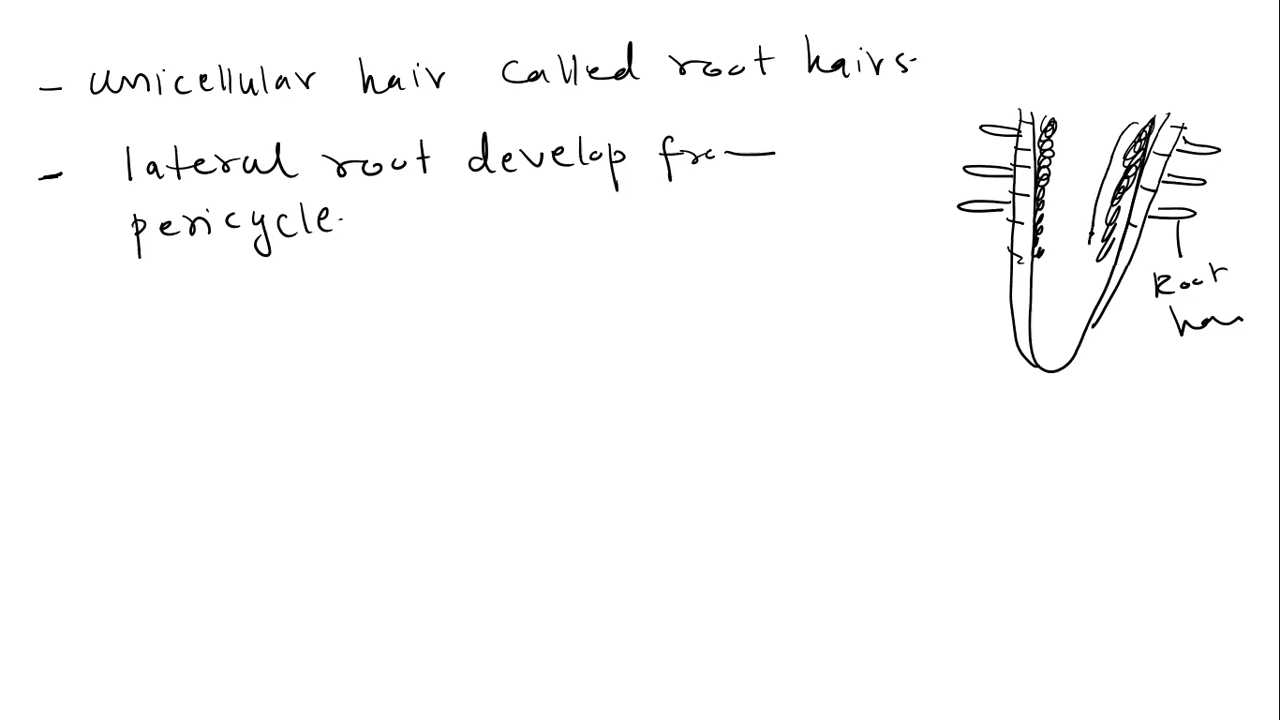 - unicellular hair called root hairs.
- lateral root develop from
pericycle.
Root
hair